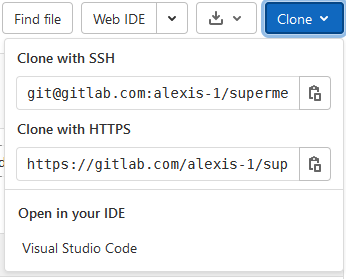 Find file Web IDE Clone
Clone with SSH
git@gitlab.com:alexis-1/superme
Clone with HTTPS
https://gitlab.com/alexis-1/sup
Open in your IDE
Visual Studio Code